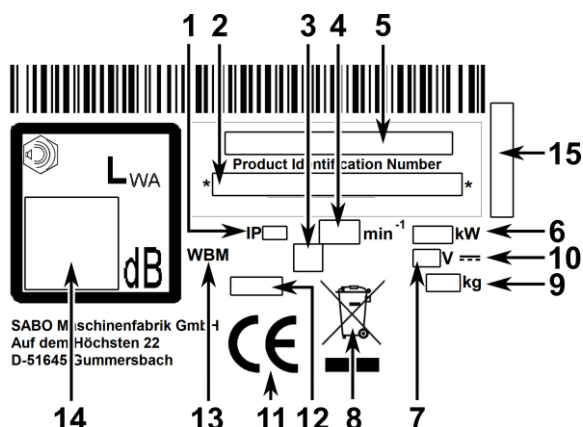 1 2 3 4 5
15
Product Identification Number
* *
LWA
IP min-1 kW 6
WBM V 10
dB kg 9
SABO Maschinenfabrik GmbH
Auf dem Höchsten 22
D-51645 Gummersbach
CE
14 13 11 12 8 7